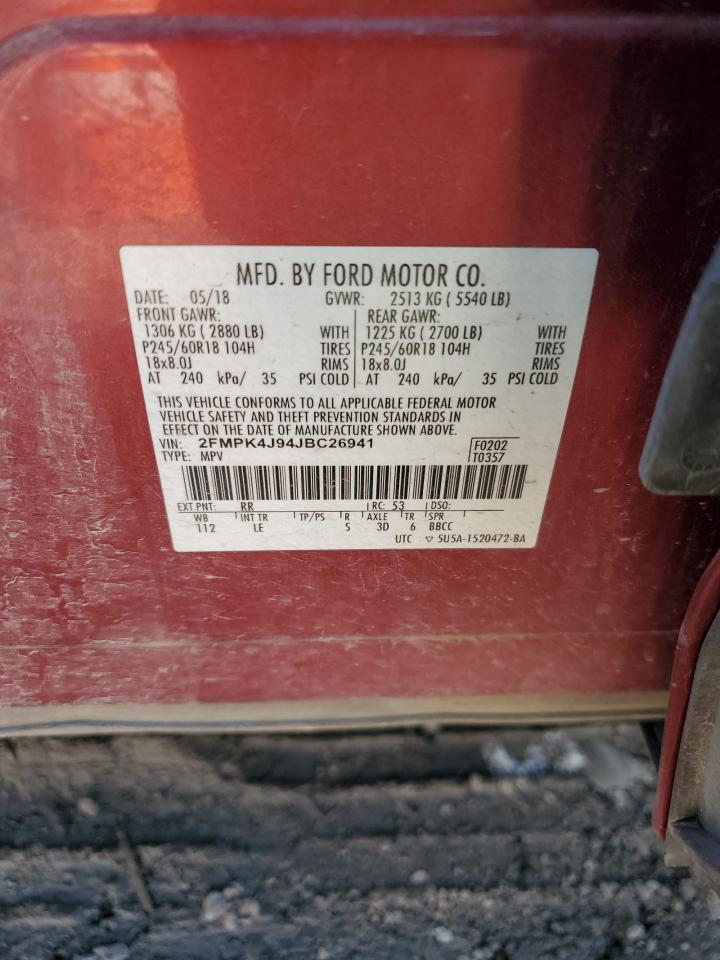 MFD. BY FORD MOTOR CO.
DATE: 05/18 GVWR: 2513 KG ( 5540 LB)
FRONT GAWR: REAR GAWR:
1306 KG ( 2880 LB) WITH 1225 KG ( 2700 LB) WITH
P245/60R18 104H TIRES P245/60R18 104H TIRES
18x8.0J RIMS 18x8.0J RIMS
AT 240 kPa/ 35 PSI COLD AT 240 kPa/ 35 PSI COLD
THIS VEHICLE CONFORMS TO ALL APPLICABLE FEDERAL MOTOR
VEHICLE SAFETY AND THEFT PREVENTION STANDARDS IN
EFFECT ON THE DATE OF MANUFACTURE SHOWN ABOVE.
VIN: 2FMPK4J94JBC26941 F0202
TYPE: MPV T0357
EXT PNT: RR RC: 53 DSO:
WB INT TR TP/PS R AXLE TR SPR
112 LE S 3D 6 BBCC
UTC ▽ 5U5A-1520472-BA